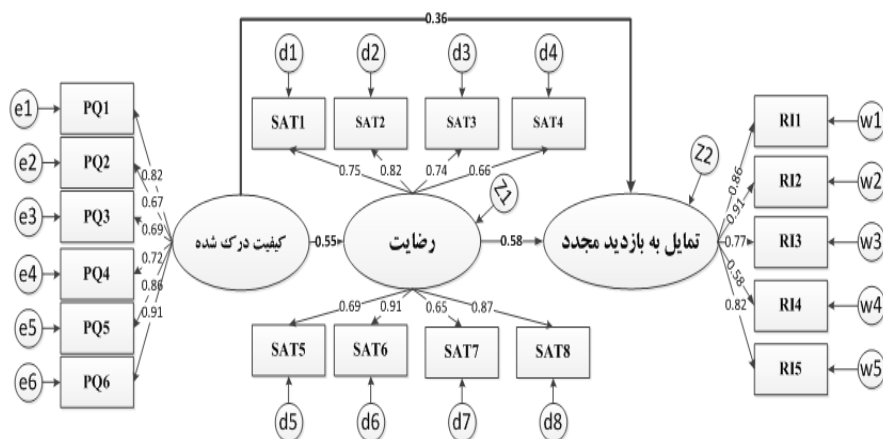 0.36
d1
d2
d3
d4
e1
PQ1
SAT1
SAT2
SAT3
SAT4
RI1
w1
e2
PQ2
0.82
0.75
0.82
0.74
0.66
Z2
0.86
RI2
w2
e3
PQ3
0.67
0.69
Z1
0.91
کیفیت درک شده
0.55
رضایت
0.58
تمایل به بازدید مجدد
0.77
RI3
w3
e4
PQ4
0.72
0.86
0.58
RI4
w4
e5
PQ5
0.91
0.69
0.91
0.65
0.87
0.82
SAT5
SAT6
SAT7
SAT8
e6
PQ6
RI5
w5
d5
d6
d7
d8